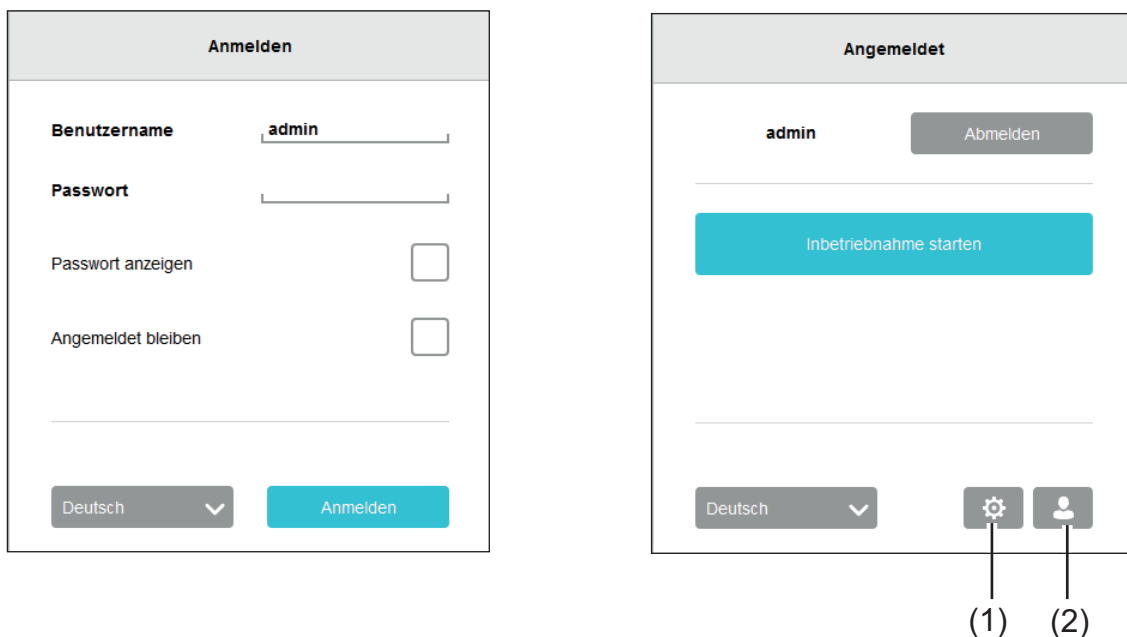 Anmelden
Benutzername admin
Passwort
Passwort anzeigen
Angemeldet bleiben
Deutsch Anmelden
Angemeldet
admin Abmelden
Inbetriebnahme starten
Deutsch
(1) (2)